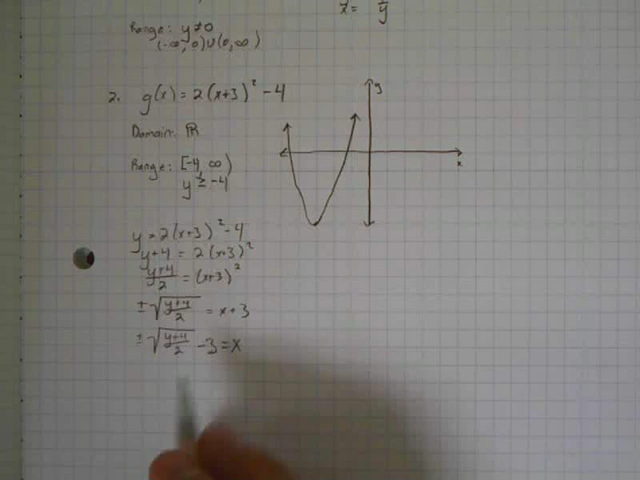 x = 1/y
Range: y≠0
(-∞, 0)∪(0, ∞)
2. g(x) = 2(x+3)² - 4
y
Domain: ℝ
x
Range: [-4, ∞)
y ≥ -4
y = 2(x+3)² - 4
y+4 = 2(x+3)²
(y+4)/2 = (x+3)²
±√((y+4)/2) = x+3
±√((y+4)/2) - 3 = x